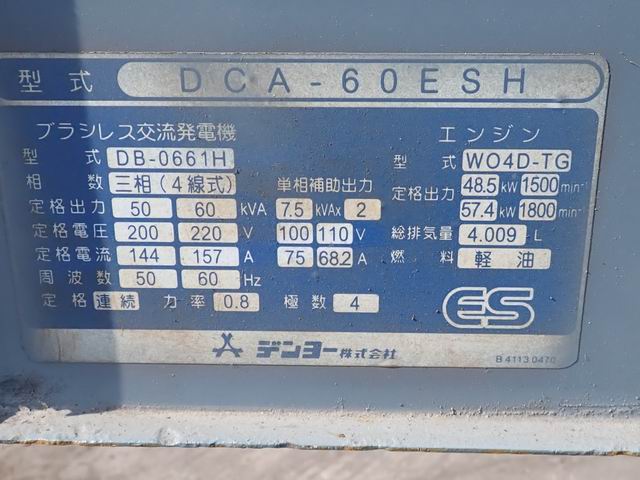 型式 DCA-60ESH
ブラシレス交流発電機
型式 DB-0661H
相数 三相(4線式) 単相補助出力
定格出力 50 60 kVA 7.5 kVAx 2
定格電圧 200 220 V 100 110 V
定格電流 144 157 A 75 68.2 A
周波数 50 60 Hz
定格 連続 力率 0.8 極数 4
エンジン
型式 WO4D-TG
定格出力 48.5 kW 1500 min⁻¹
57.4 kW 1800 min⁻¹
総排気量 4.009 L
燃料 軽油
ES
デンヨー株式会社
B41130470